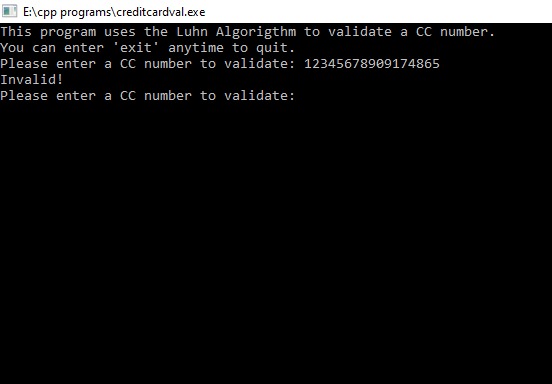 E:\cpp programs\creditcardval.exe
This program uses the Luhn Algorigthm to validate a CC number.
You can enter 'exit' anytime to quit.
Please enter a CC number to validate: 12345678909174865
Invalid!
Please enter a CC number to validate: